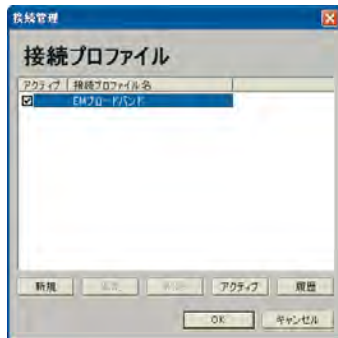 接続管理
接続プロファイル
アクティブ 接続プロファイル名
EMブロードバンド
新規 アクティブ 履歴
OK キャンセル